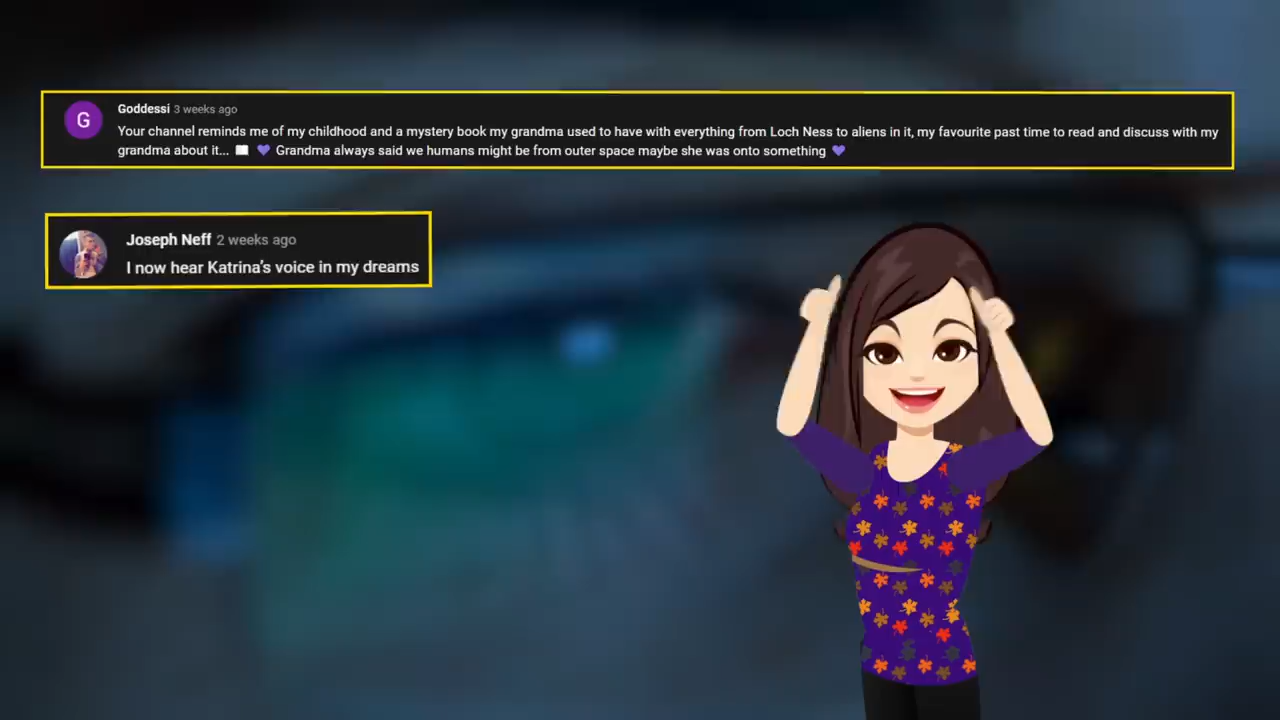 G
Goddessi 3 weeks ago
Your channel reminds me of my childhood and a mystery book my grandma used to have with everything from Loch Ness to aliens in it, my favourite past time to read and discuss with my
grandma about it... 📖 💜 Grandma always said we humans might be from outer space maybe she was onto something 💜
Joseph Neff 2 weeks ago
I now hear Katrina's voice in my dreams